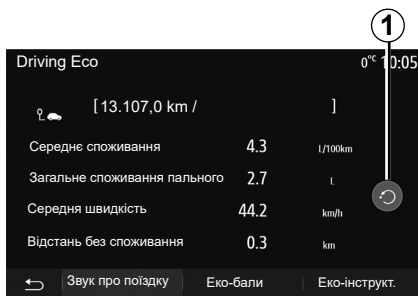 1
Driving Eco 0°C 10:05
[13.107,0 km / ]
Середнє споживання 4.3 L/100km
Загальне споживання пального 2.7 L
Середня швидкість 44.2 km/h
Відстань без споживання 0.3 km
Звук про поїздку Еко-бали Еко-інструкт.